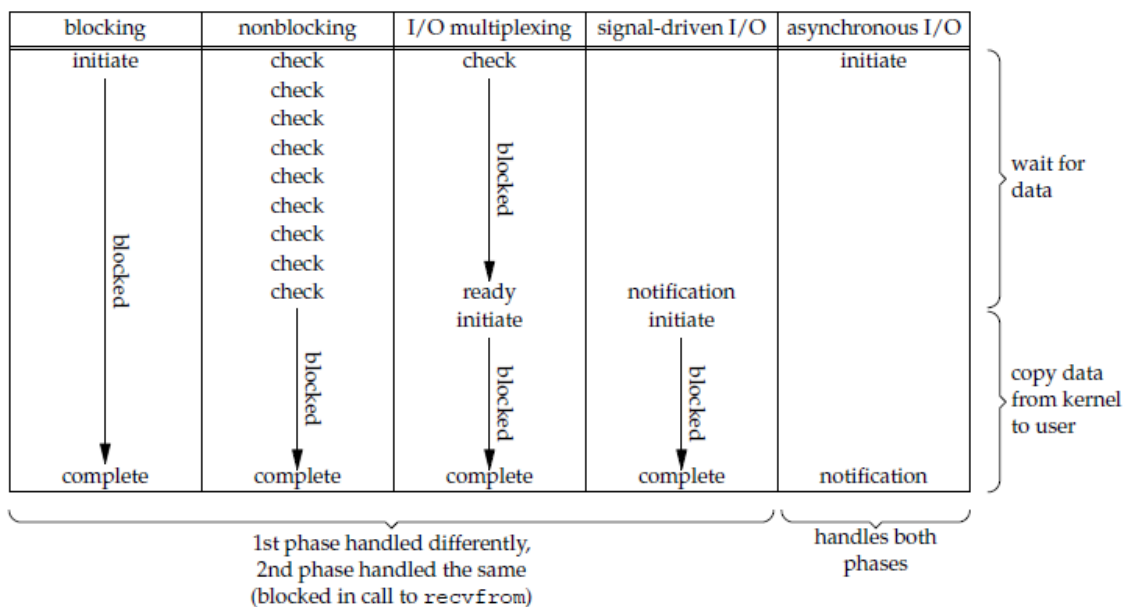 blocking nonblocking I/O multiplexing signal-driven I/O asynchronous I/O
initiate check check initiate
check
check
check
check
check
check
check
check ready notification
initiate initiate
blocked
blocked
blocked
blocked
blocked
complete complete complete complete notification
wait for
data
copy data
from kernel
to user
1st phase handled differently,
2nd phase handled the same
(blocked in call to recvfrom)
handles both
phases